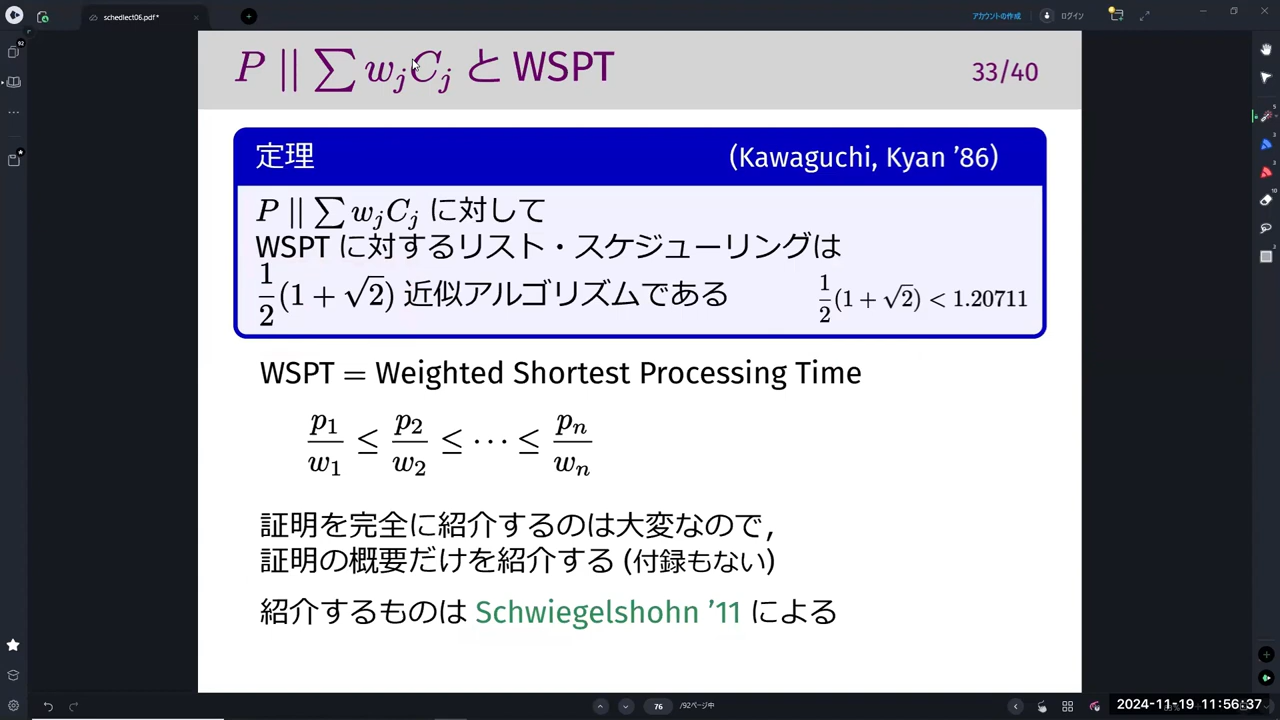 schedlect06.pdf*
アカウントの作成
ログイン
92
P || ∑ w_jC_j と WSPT
33/40
定理
(Kawaguchi, Kyan ’86)
P || ∑ w_jC_j に対して
WSPT に対するリスト・スケジューリングは
1/2(1 + √2) 近似アルゴリズムである
1/2(1 + √2) < 1.20711
WSPT = Weighted Shortest Processing Time
p_1/w_1 ≤ p_2/w_2 ≤ ⋯ ≤ p_n/w_n
証明を完全に紹介するのは大変なので,
証明の概要だけを紹介する (付録もない)
紹介するものは Schwiegelshohn ’11 による
76
/92ページ中
2024-11-19 11:56:37